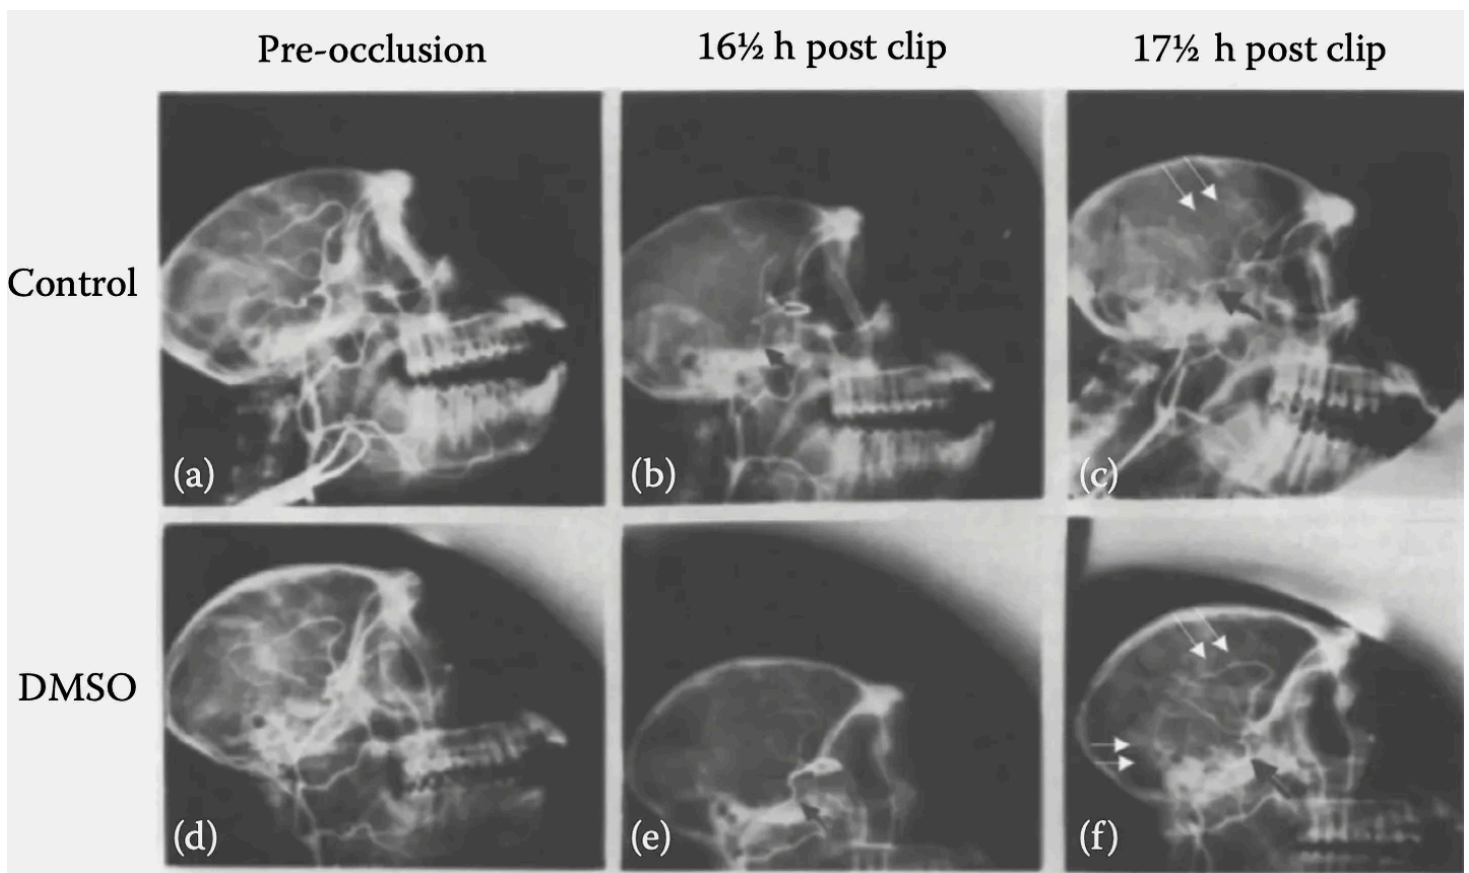 Pre-occlusion 16½ h post clip 17½ h post clip
Control
(a) (b) (c)
DMSO
(d) (e) (f)